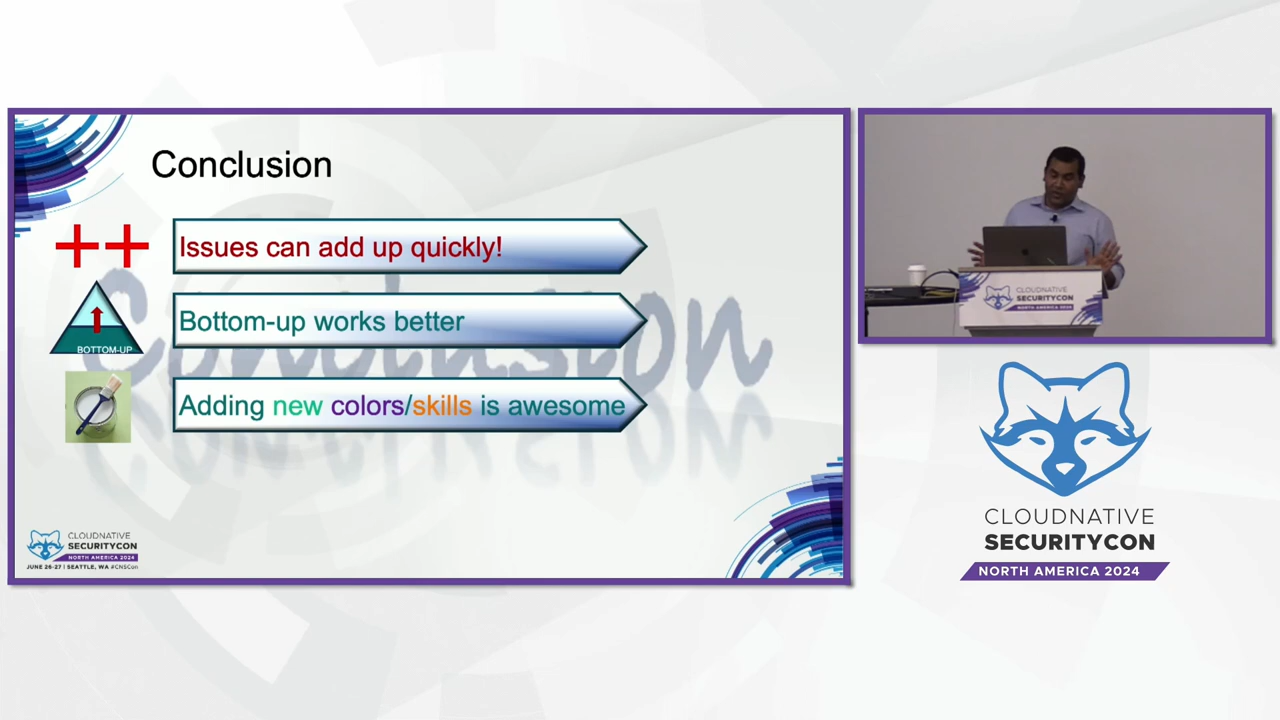 Conclusion
++
Issues can add up quickly!
BOTTOM-UP
Bottom-up works better
Adding new colors/skills is awesome
Conclusion
CLOUDNATIVE
SECURITYCON
NORTH AMERICA 2024
JUNE 26-27 | SEATTLE, WA #CNSCon
CLOUDNATIVE
SECURITYCON
NORTH AMERICA 2024
CLOUDNATIVE
SECURITYCON
NORTH AMERICA 2024